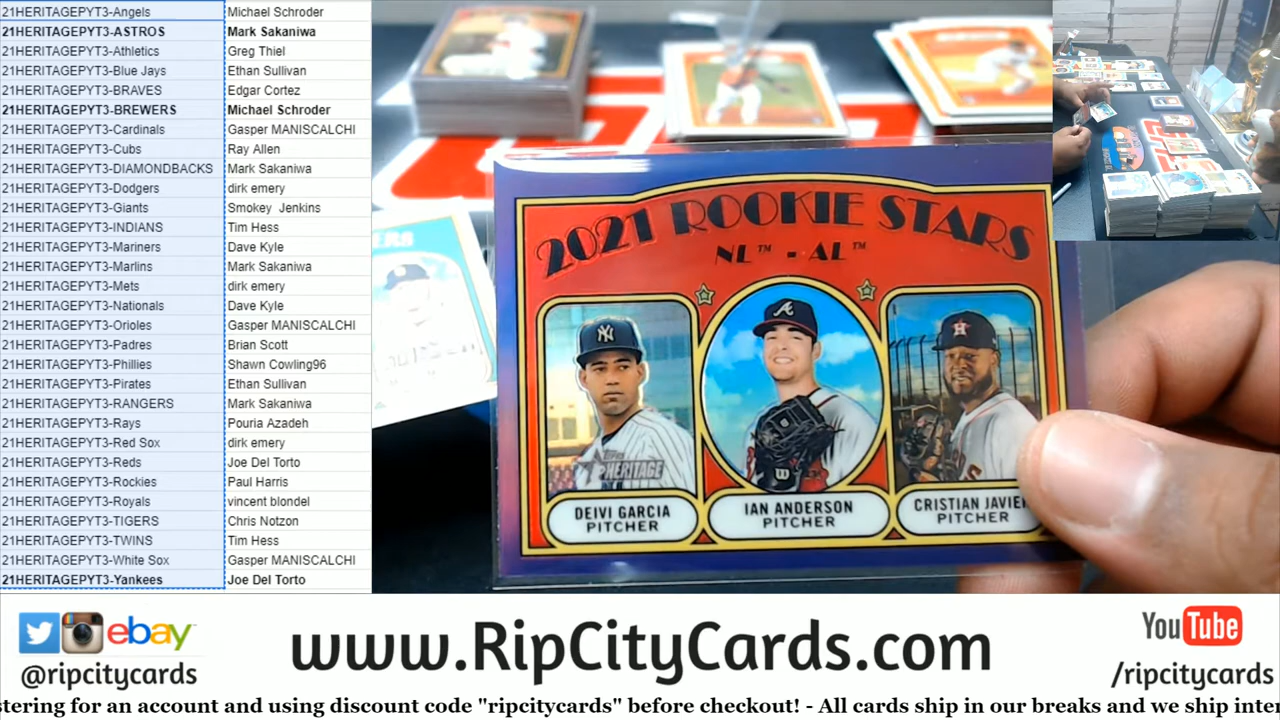 21HERITAGEPYT3-Angels Michael Schroder
21HERITAGEPYT3-ASTROS Mark Sakaniwa
21HERITAGEPYT3-Athletics Greg Thiel
21HERITAGEPYT3-Blue Jays Ethan Sullivan
21HERITAGEPYT3-BRAVES Edgar Cortez
21HERITAGEPYT3-BREWERS Michael Schroder
21HERITAGEPYT3-Cardinals Gasper MANISCALCHI
21HERITAGEPYT3-Cubs Ray Allen
21HERITAGEPYT3-DIAMONDBACKS Mark Sakaniwa
21HERITAGEPYT3-Dodgers dirk emery
21HERITAGEPYT3-Giants Smokey Jenkins
21HERITAGEPYT3-INDIANS Tim Hess
21HERITAGEPYT3-Mariners Dave Kyle
21HERITAGEPYT3-Marlins Mark Sakaniwa
21HERITAGEPYT3-Mets dirk emery
21HERITAGEPYT3-Nationals Dave Kyle
21HERITAGEPYT3-Orioles Gasper MANISCALCHI
21HERITAGEPYT3-Padres Brian Scott
21HERITAGEPYT3-Phillies Shawn Cowling96
21HERITAGEPYT3-Pirates Ethan Sullivan
21HERITAGEPYT3-RANGERS Mark Sakaniwa
21HERITAGEPYT3-Rays Pouria Azadeh
21HERITAGEPYT3-Red Sox dirk emery
21HERITAGEPYT3-Reds Joe Del Torto
21HERITAGEPYT3-Rockies Paul Harris
21HERITAGEPYT3-Royals vincent blondel
21HERITAGEPYT3-TIGERS Chris Notzon
21HERITAGEPYT3-TWINS Tim Hess
21HERITAGEPYT3-White Sox Gasper MANISCALCHI
21HERITAGEPYT3-Yankees Joe Del Torto
2021 ROOKIE STARS
NL™ - AL™
Topps HERITAGE
DEIVI GARCIA
PITCHER
IAN ANDERSON
PITCHER
CRISTIAN JAVIE
PITCHER
ebay
@ripcitycards
www.RipCityCards.com
YouTube
/ripcitycards
stering for an account and using discount code "ripcitycards" before checkout! - All cards ship in our breaks and we ship inter